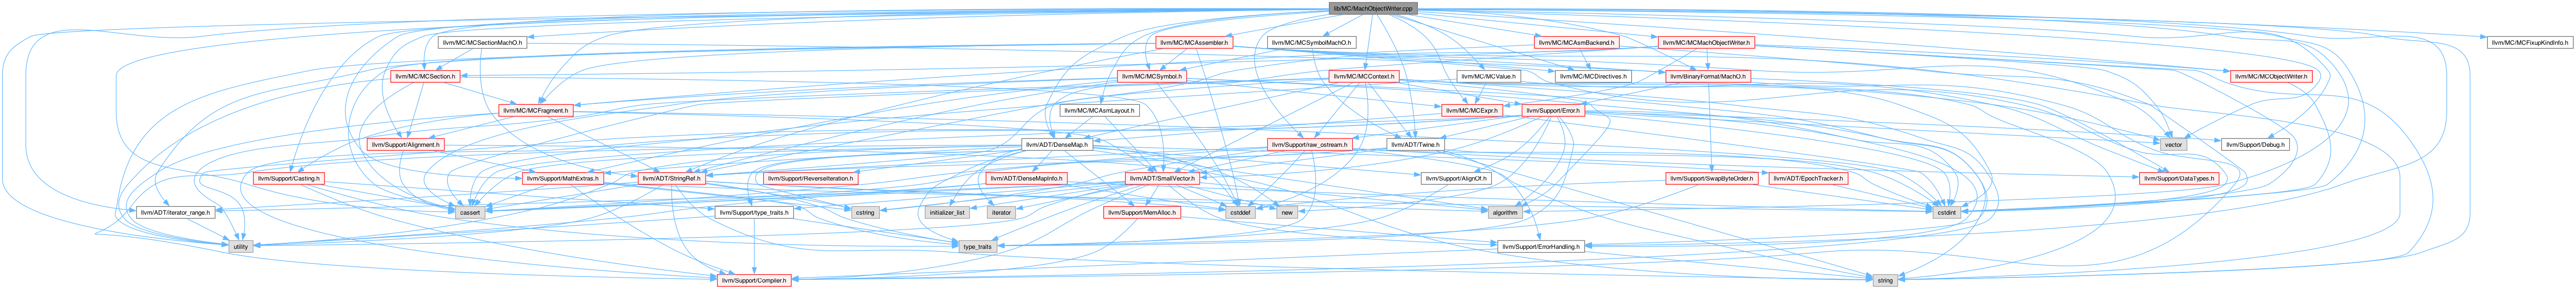 lib/MC/MachObjectWriter.cpp
llvm/MC/MCSectionMachO.h
llvm/MC/MCAssembler.h
llvm/MC/MCSymbolMachO.h
llvm/MC/MCAsmBackend.h
llvm/MC/MCMachObjectWriter.h
llvm/MC/MCFixupKindInfo.h
llvm/MC/MCSection.h
llvm/MC/MCSymbol.h
llvm/MC/MCContext.h
llvm/MC/MCValue.h
llvm/MC/MCDirectives.h
llvm/BinaryFormat/MachO.h
llvm/MC/MCObjectWriter.h
llvm/MC/MCFragment.h
llvm/MC/MCAsmLayout.h
llvm/MC/MCExpr.h
llvm/Support/Error.h
llvm/Support/Alignment.h
llvm/ADT/DenseMap.h
llvm/Support/raw_ostream.h
llvm/ADT/Twine.h
vector
llvm/Support/Debug.h
llvm/Support/Casting.h
llvm/Support/MathExtras.h
llvm/ADT/StringRef.h
llvm/Support/ReverseIteration.h
llvm/ADT/DenseMapInfo.h
llvm/ADT/SmallVector.h
llvm/Support/AlignOf.h
llvm/Support/SwapByteOrder.h
llvm/ADT/EpochTracker.h
llvm/Support/DataTypes.h
llvm/ADT/iterator_range.h
cassert
llvm/Support/type_traits.h
cstring
initializer_list
iterator
llvm/Support/MemAlloc.h
cstddef
new
algorithm
cstdint
utility
type_traits
llvm/Support/ErrorHandling.h
llvm/Support/Compiler.h
string